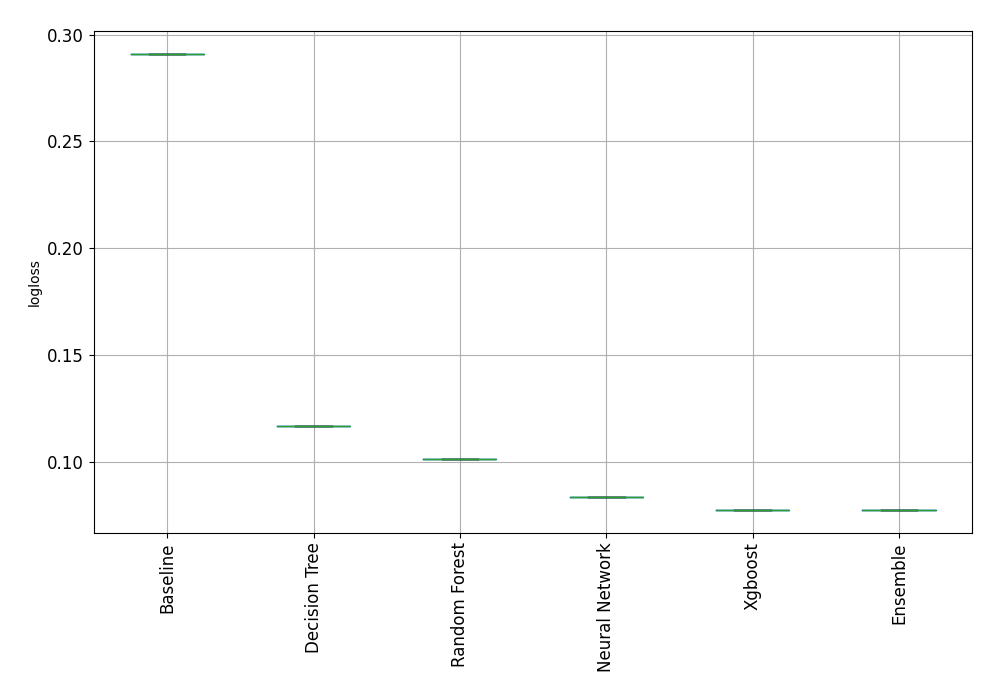 0.30
0.25
0.20
0.15
0.10
logloss
Baseline
Decision Tree
Random Forest
Neural Network
Xgboost
Ensemble